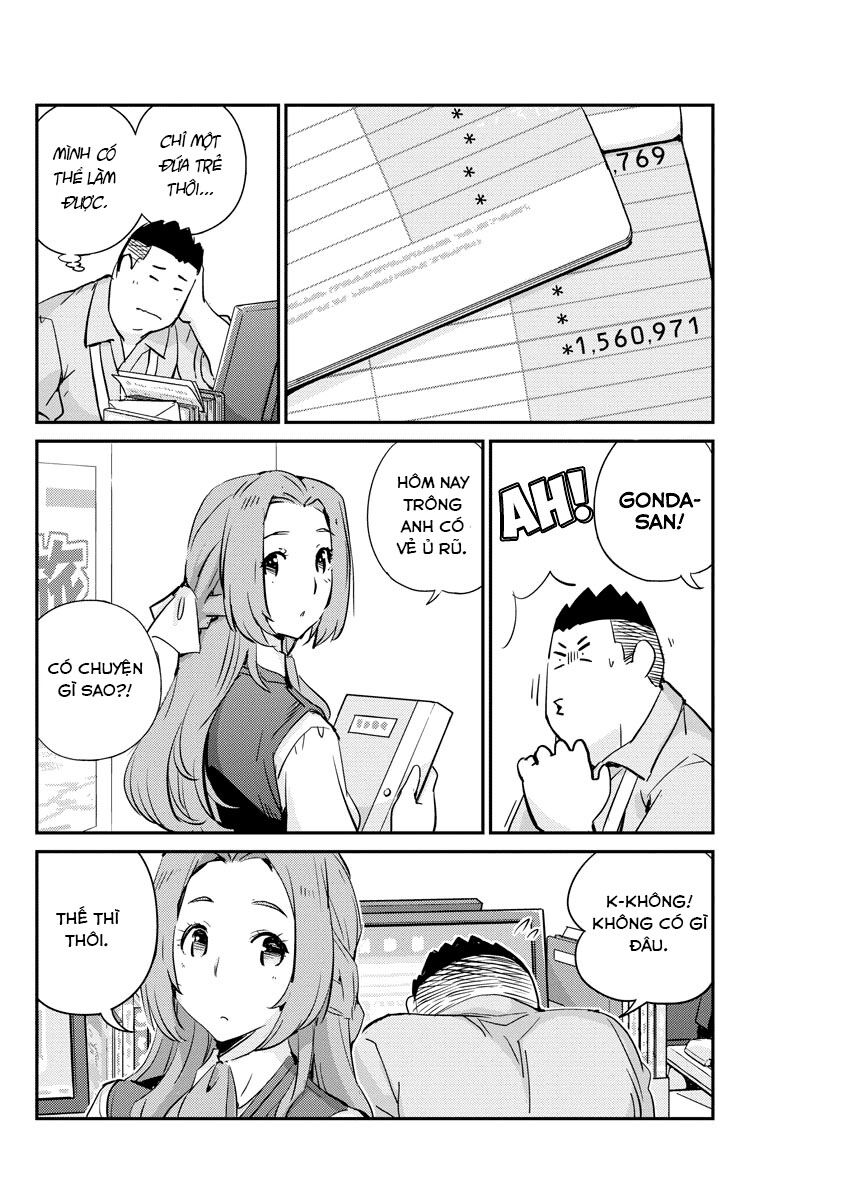 *
*
*
*
,769
*
*
*1,560,971
CHỈ MỘT
ĐỨA TRẺ
THÔI...
MÌNH CÓ
THỂ LÀM
ĐƯỢC.
GONDA-
SAN!
AH!
HÔM NAY
TRÔNG
ANH CÓ
VẺ Ủ RŨ.
CÓ CHUYỆN
GÌ SAO?!
K-KHÔNG!
KHÔNG CÓ GÌ
ĐÂU.
THẾ THÌ
THÔI.